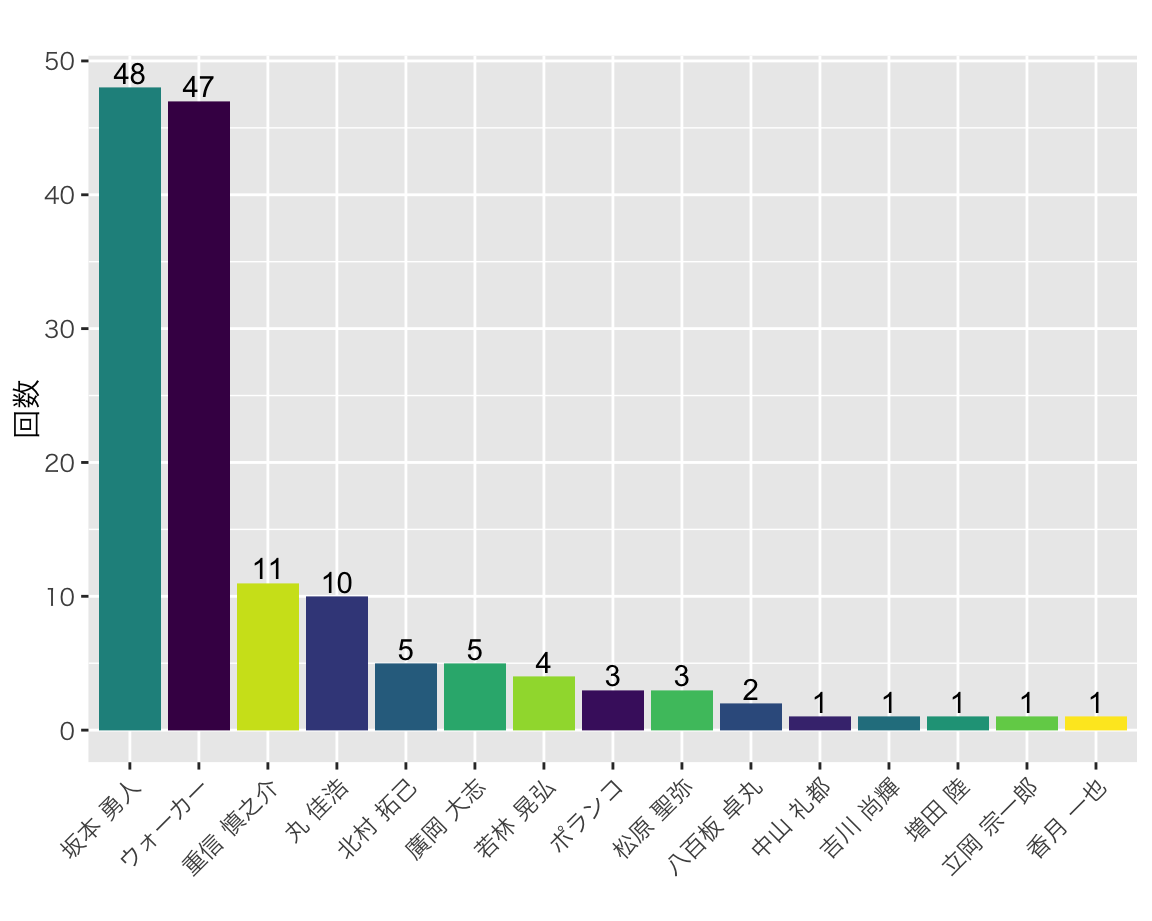 50
40
30
20
10
0
回数
48
47
11
10
5
5
4
3
3
2
1
1
1
1
1
坂本 勇人
ウォーカー
重信 慎之介
丸 佳浩
北村 拓己
廣岡 大志
若林 晃弘
ポランコ
松原 聖弥
八百板 卓丸
中山 礼都
吉川 尚輝
増田 陸
立岡 宗一郎
香月 一也